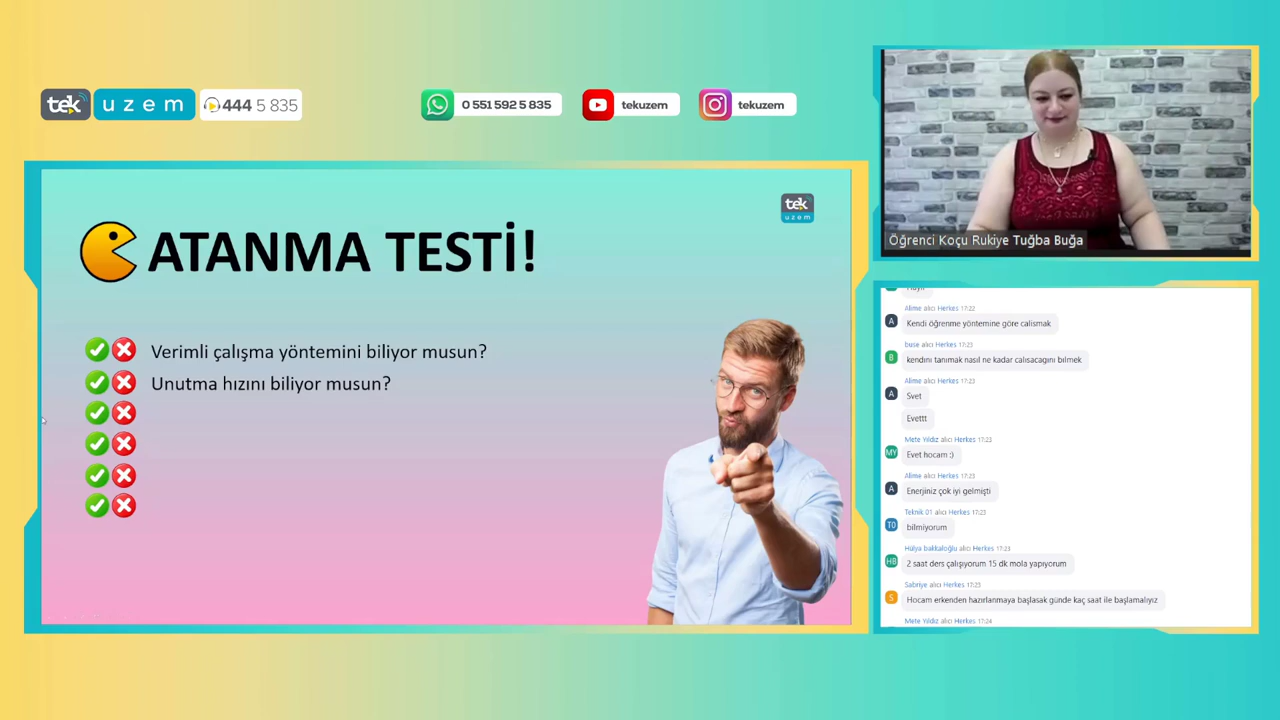 tek
uzem
444 5 835
0 551 592 5 835
tekuzem
tekuzem
tek
uzem
ATANMA TESTİ!
Verimli çalışma yöntemini biliyor musun?
Unutma hızını biliyor musun?
Öğrenci Koçu Rukiye Tuğba Buğa
Alime alıcı Herkes 17:22
A
Kendi öğrenme yöntemine göre calismak
buse alıcı Herkes 17:23
B
kendını tanımak nasıl ne kadar calısacagını bılmek
Alime alıcı Herkes 17:23
A
Svet
Evettt
Mete Yıldız alıcı Herkes 17:23
MY
Evet hocam :)
Alime alıcı Herkes 17:23
A
Enerjiniz çok iyi gelmişti
Teknik 01 alıcı Herkes 17:23
T0
bilmiyorum
Hülya bakkaloğlu alıcı Herkes 17:23
HB
2 saat ders çalışıyorum 15 dk mola yapıyorum
Sabriye alıcı Herkes 17:23
S
Hocam erkenden hazırlanmaya başlasak günde kaç saat ile başlamalıyız
Mete Yıldız alıcı Herkes 17:24